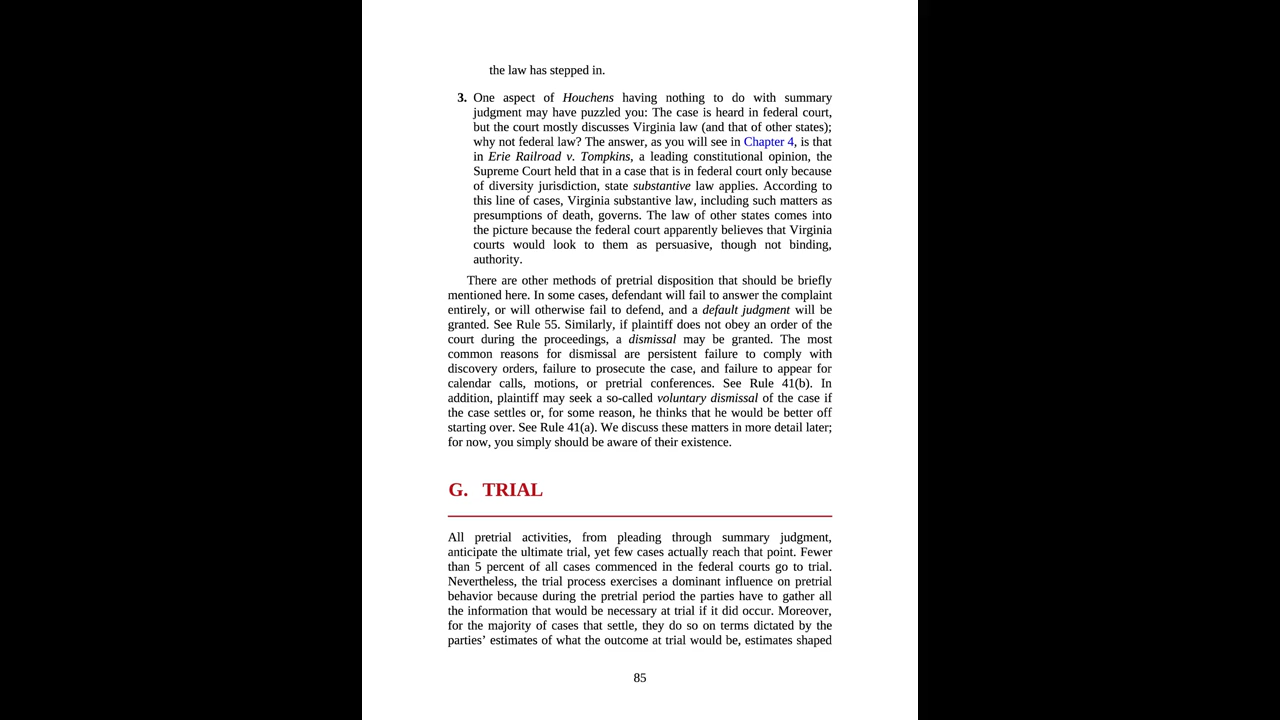 the law has stepped in.
3. One aspect of Houchens having nothing to do with summary
judgment may have puzzled you: The case is heard in federal court,
but the court mostly discusses Virginia law (and that of other states);
why not federal law? The answer, as you will see in Chapter 4, is that
in Erie Railroad v. Tompkins, a leading constitutional opinion, the
Supreme Court held that in a case that is in federal court only because
of diversity jurisdiction, state substantive law applies. According to
this line of cases, Virginia substantive law, including such matters as
presumptions of death, governs. The law of other states comes into
the picture because the federal court apparently believes that Virginia
courts would look to them as persuasive, though not binding,
authority.
There are other methods of pretrial disposition that should be briefly
mentioned here. In some cases, defendant will fail to answer the complaint
entirely, or will otherwise fail to defend, and a default judgment will be
granted. See Rule 55. Similarly, if plaintiff does not obey an order of the
court during the proceedings, a dismissal may be granted. The most
common reasons for dismissal are persistent failure to comply with
discovery orders, failure to prosecute the case, and failure to appear for
calendar calls, motions, or pretrial conferences. See Rule 41(b). In
addition, plaintiff may seek a so-called voluntary dismissal of the case if
the case settles or, for some reason, he thinks that he would be better off
starting over. See Rule 41(a). We discuss these matters in more detail later;
for now, you simply should be aware of their existence.
G. TRIAL
All pretrial activities, from pleading through summary judgment,
anticipate the ultimate trial, yet few cases actually reach that point. Fewer
than 5 percent of all cases commenced in the federal courts go to trial.
Nevertheless, the trial process exercises a dominant influence on pretrial
behavior because during the pretrial period the parties have to gather all
the information that would be necessary at trial if it did occur. Moreover,
for the majority of cases that settle, they do so on terms dictated by the
parties’ estimates of what the outcome at trial would be, estimates shaped
85